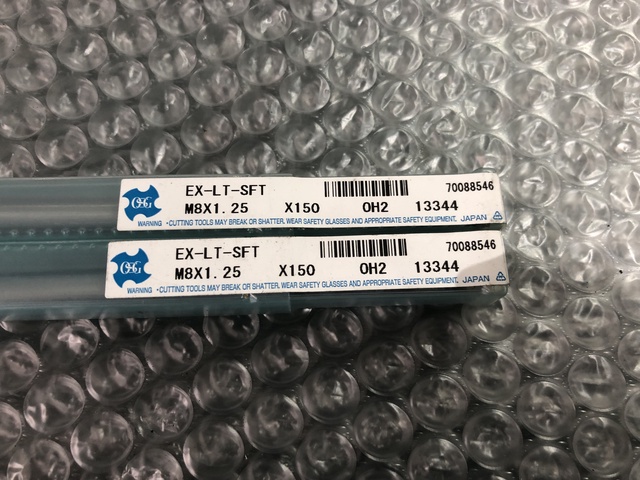 EX-LT-SFT 70088546
M8X1.25 X150 OH2 13344
OSG
WARNING •CUTTING TOOLS MAY BREAK OR SHATTER. WEAR SAFETY GLASSES AND APPROPRIATE SAFETY EQUIPMENT. JAPAN
EX-LT-SFT 70088546
M8X1.25 X150 OH2 13344
OSG
WARNING •CUTTING TOOLS MAY BREAK OR SHATTER. WEAR SAFETY GLASSES AND APPROPRIATE SAFETY EQUIPMENT. JAPAN